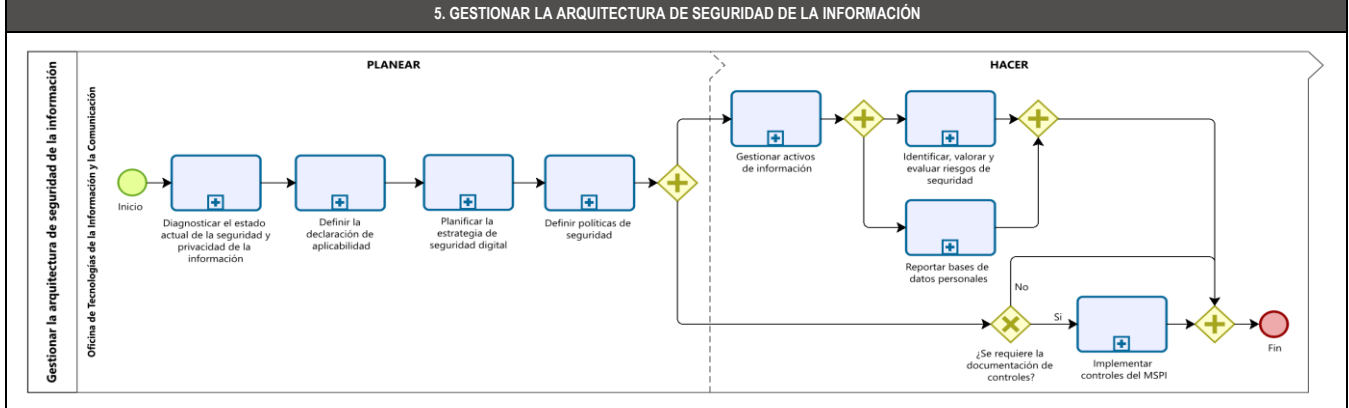 5. GESTIONAR LA ARQUITECTURA DE SEGURIDAD DE LA INFORMACIÓN
Gestionar la arquitectura de seguridad de la información
Oficina de Tecnologías de la Información y la Comunicación
PLANEAR
HACER
Inicio
Diagnosticar el estado
actual de la seguridad y
privacidad de la
información
Definir la
declaración de
aplicabilidad
Planificar la
estrategia de
seguridad digital
Definir políticas de
seguridad
Gestionar activos
de información
Identificar, valorar y
evaluar riesgos de
seguridad
Reportar bases de
datos personales
No
¿Se requiere la
documentación de
controles?
Si
Implementar
controles del MSPI
Fin